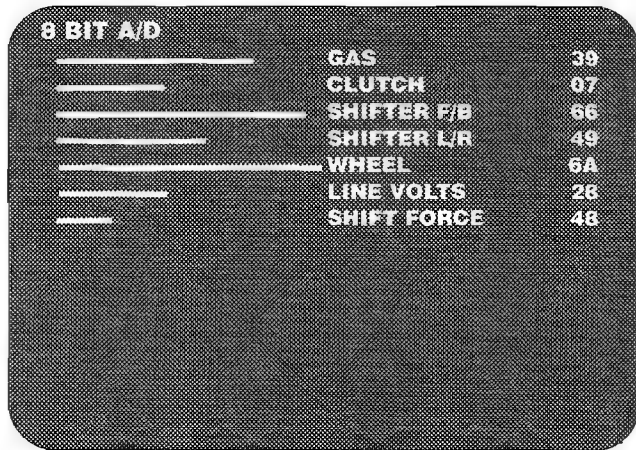 8 BIT A/D
GAS 39
CLUTCH 07
SHIFTER F/B 66
SHIFTER L/R 49
WHEEL 6A
LINE VOLTS 28
SHIFT FORCE 48